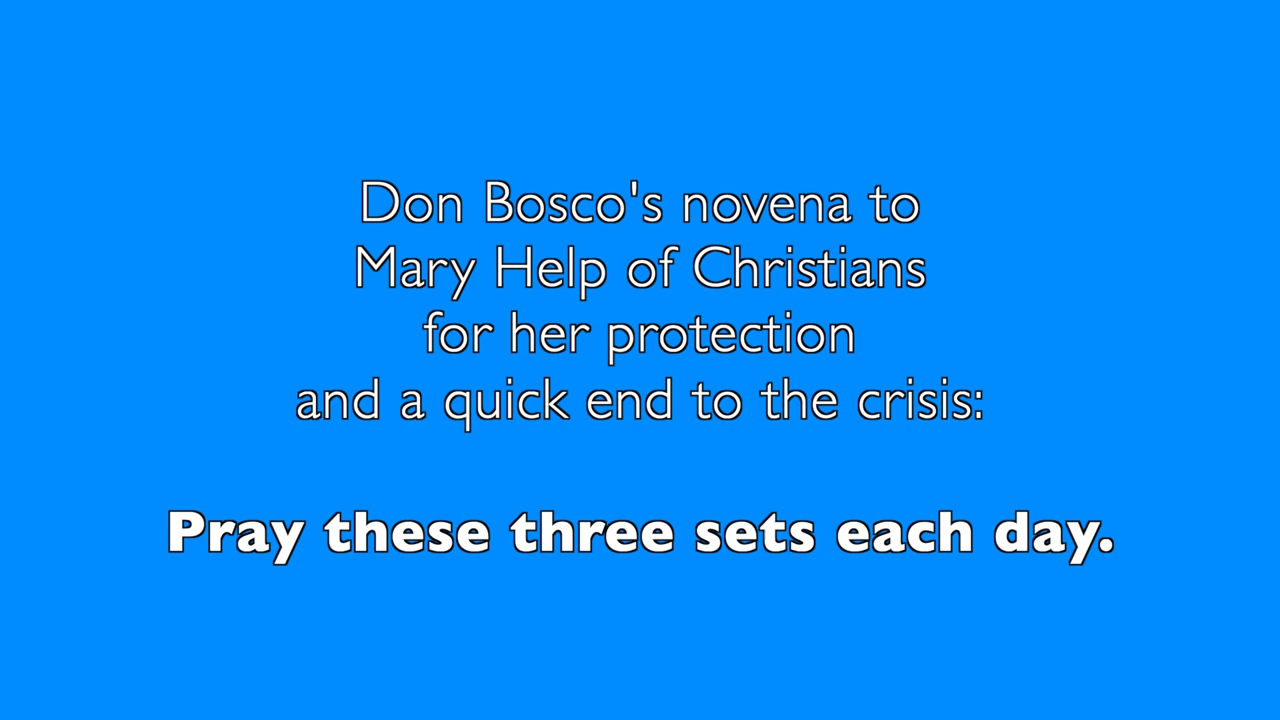 Don Bosco's novena to
Mary Help of Christians
for her protection
and a quick end to the crisis:
Pray these three sets each day.